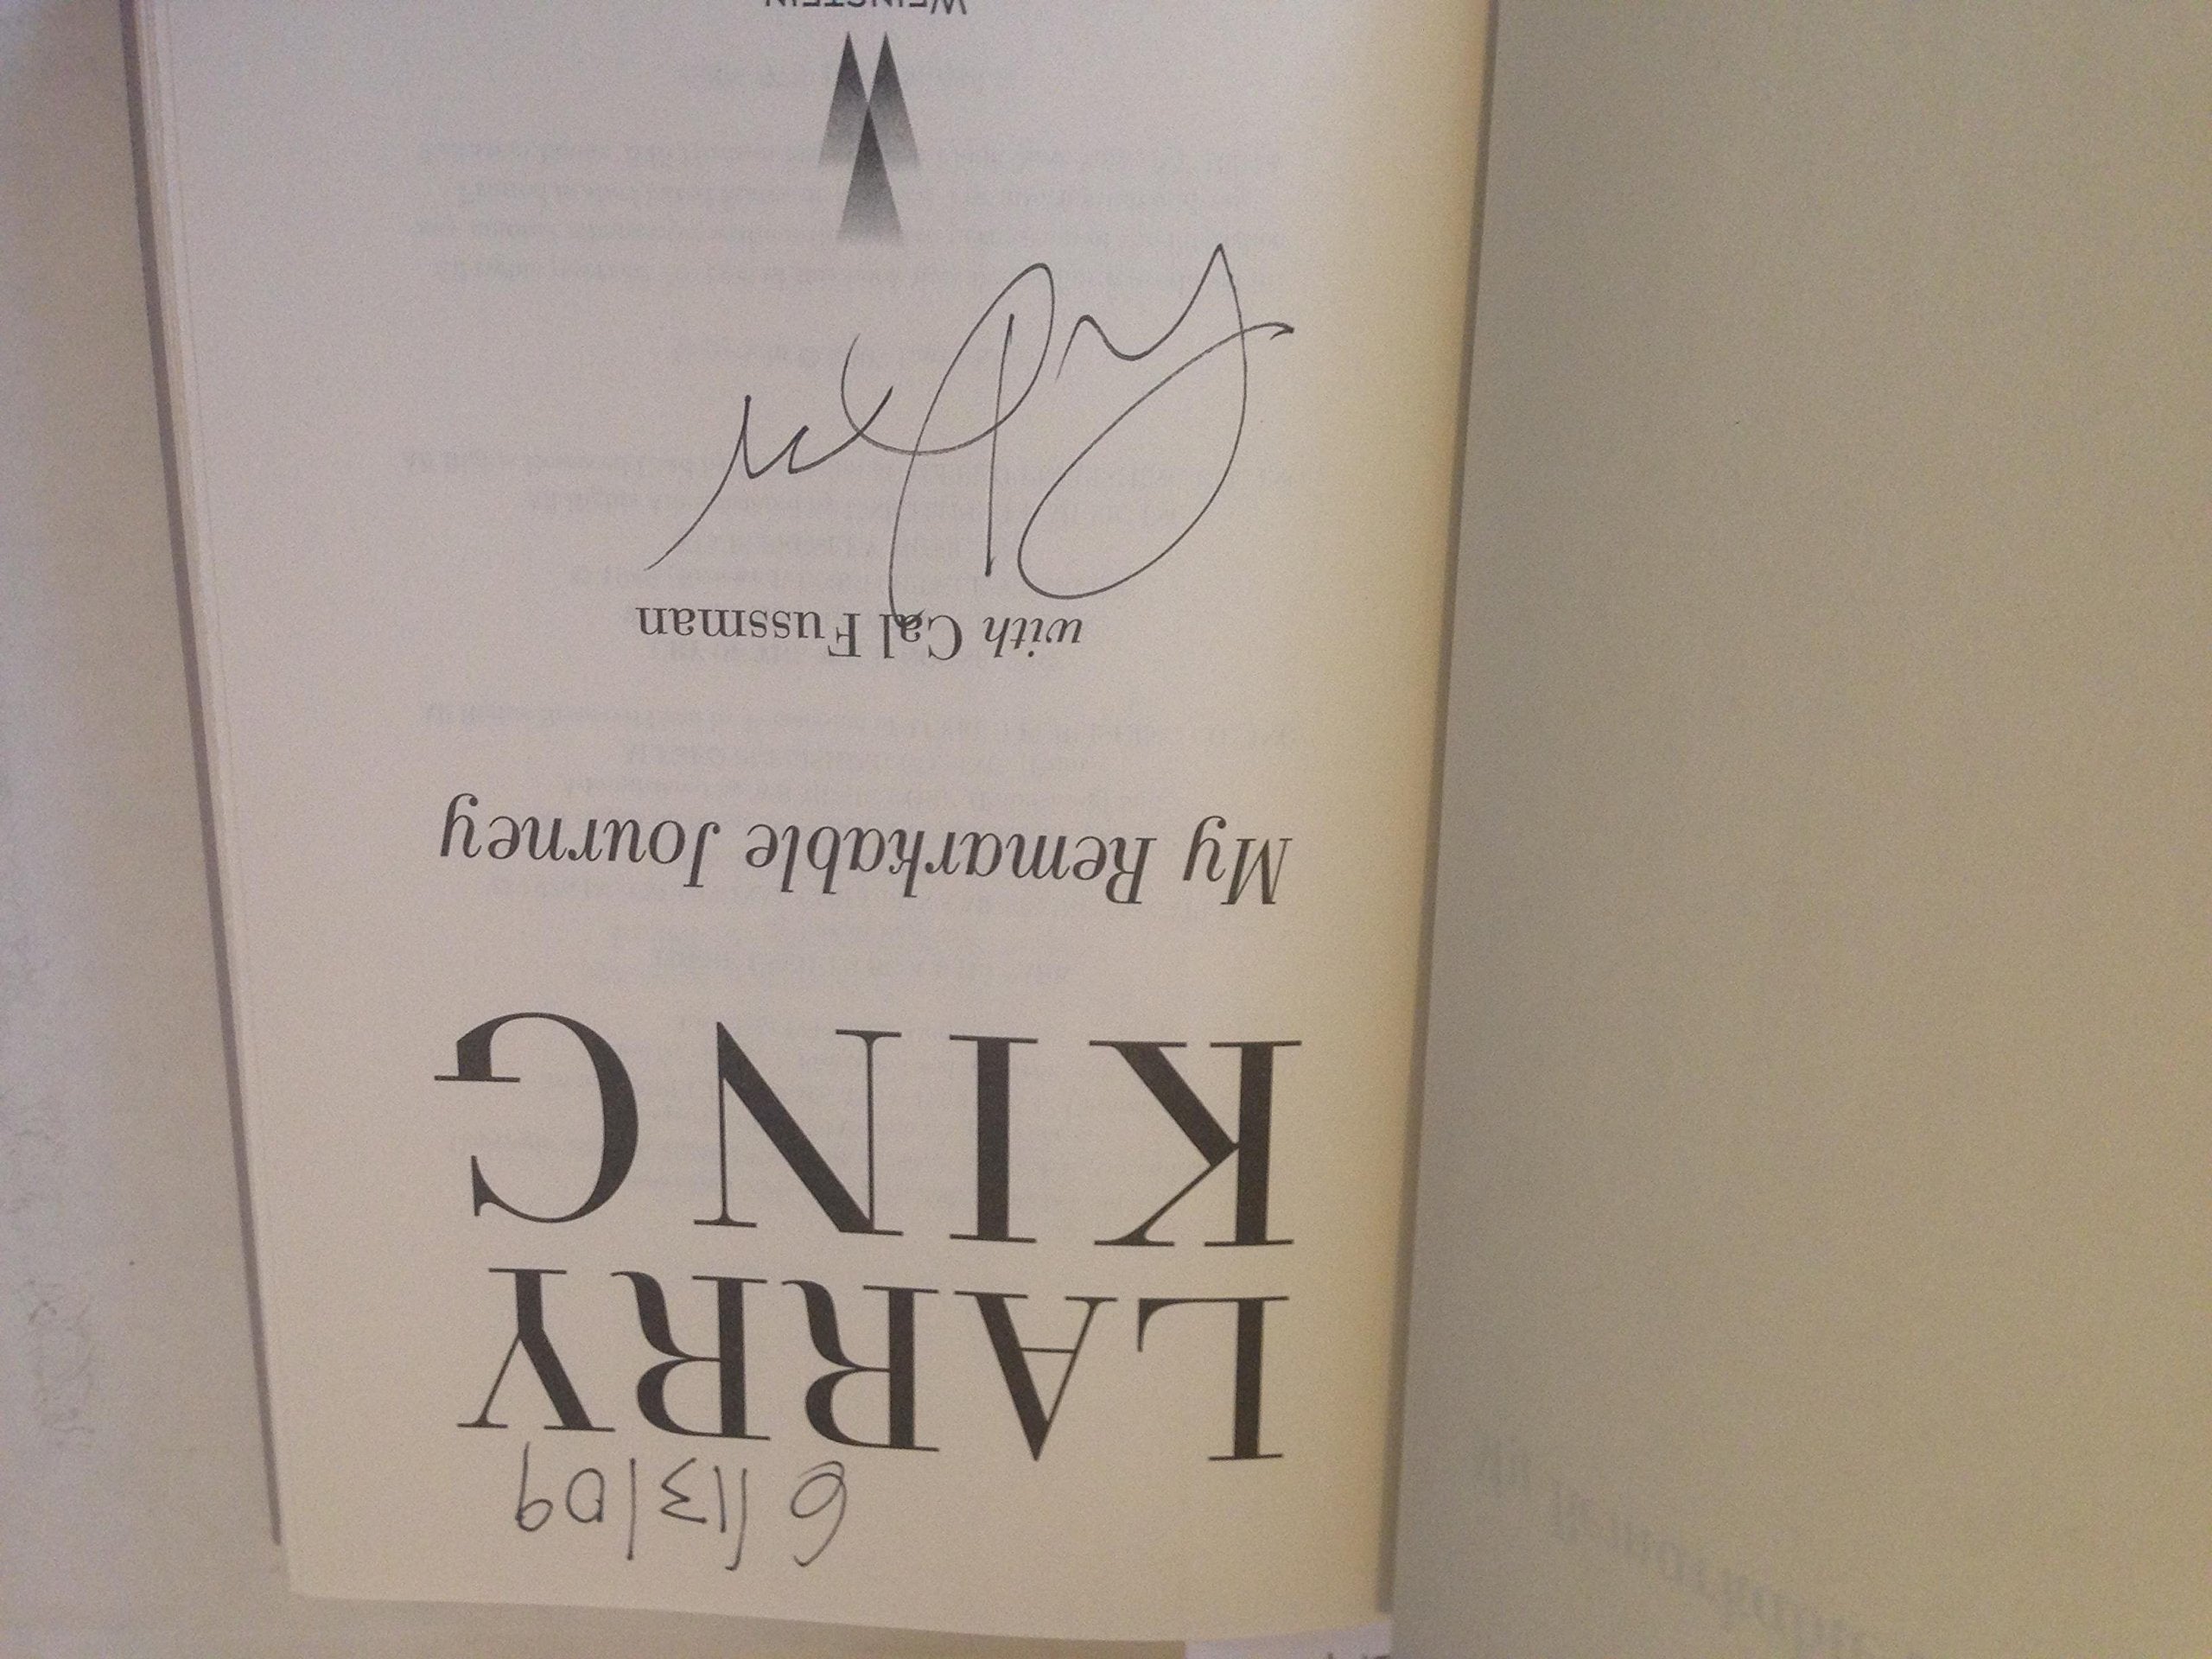 6/13/09
LARRY
KING
My Remarkable Journey
with Cal Fussman
WEINSTEIN